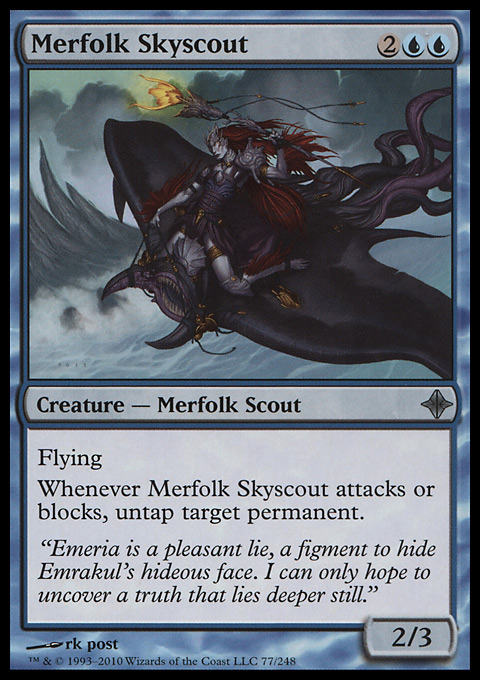 Merfolk Skyscout 2
Creature — Merfolk Scout
Flying
Whenever Merfolk Skyscout attacks or
blocks, untap target permanent.
“Emeria is a pleasant lie, a figment to hide
Emrakul’s hideous face. I can only hope to
uncover a truth that lies deeper still.”
rk post
2/3
™ & © 1993–2010 Wizards of the Coast LLC 77/248